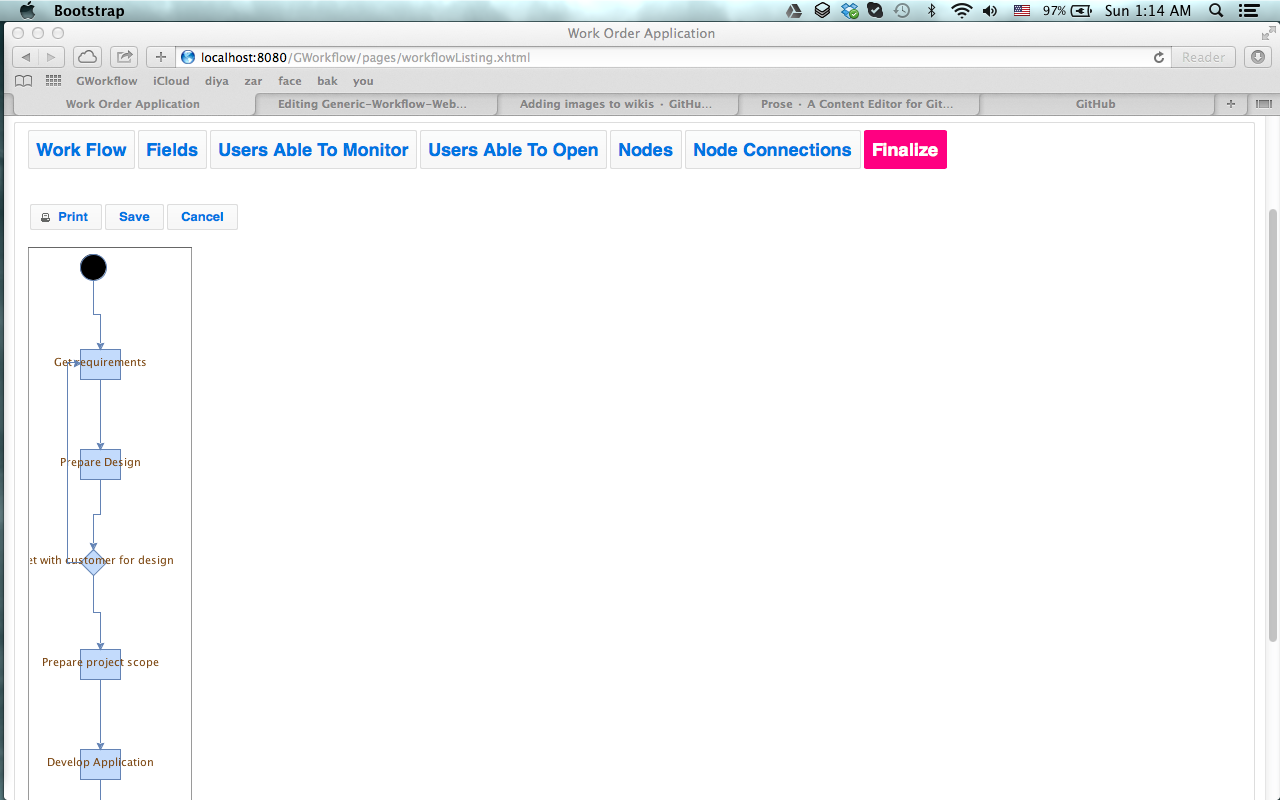 Bootstrap 97% Sun 1:14 AM
Work Order Application
localhost:8080/GWorkflow/pages/workflowListing.xhtml Reader
GWorkflow iCloud diya zar face bak you
Work Order Application Editing Generic-Workflow-Web... Adding images to wikis · GitHu... Prose · A Content Editor for Git... GitHub
Work Flow Fields Users Able To Monitor Users Able To Open Nodes Node Connections Finalize
Print Save Cancel
Get requirements
Prepare Design
et with customer for design
Prepare project scope
Develop Application